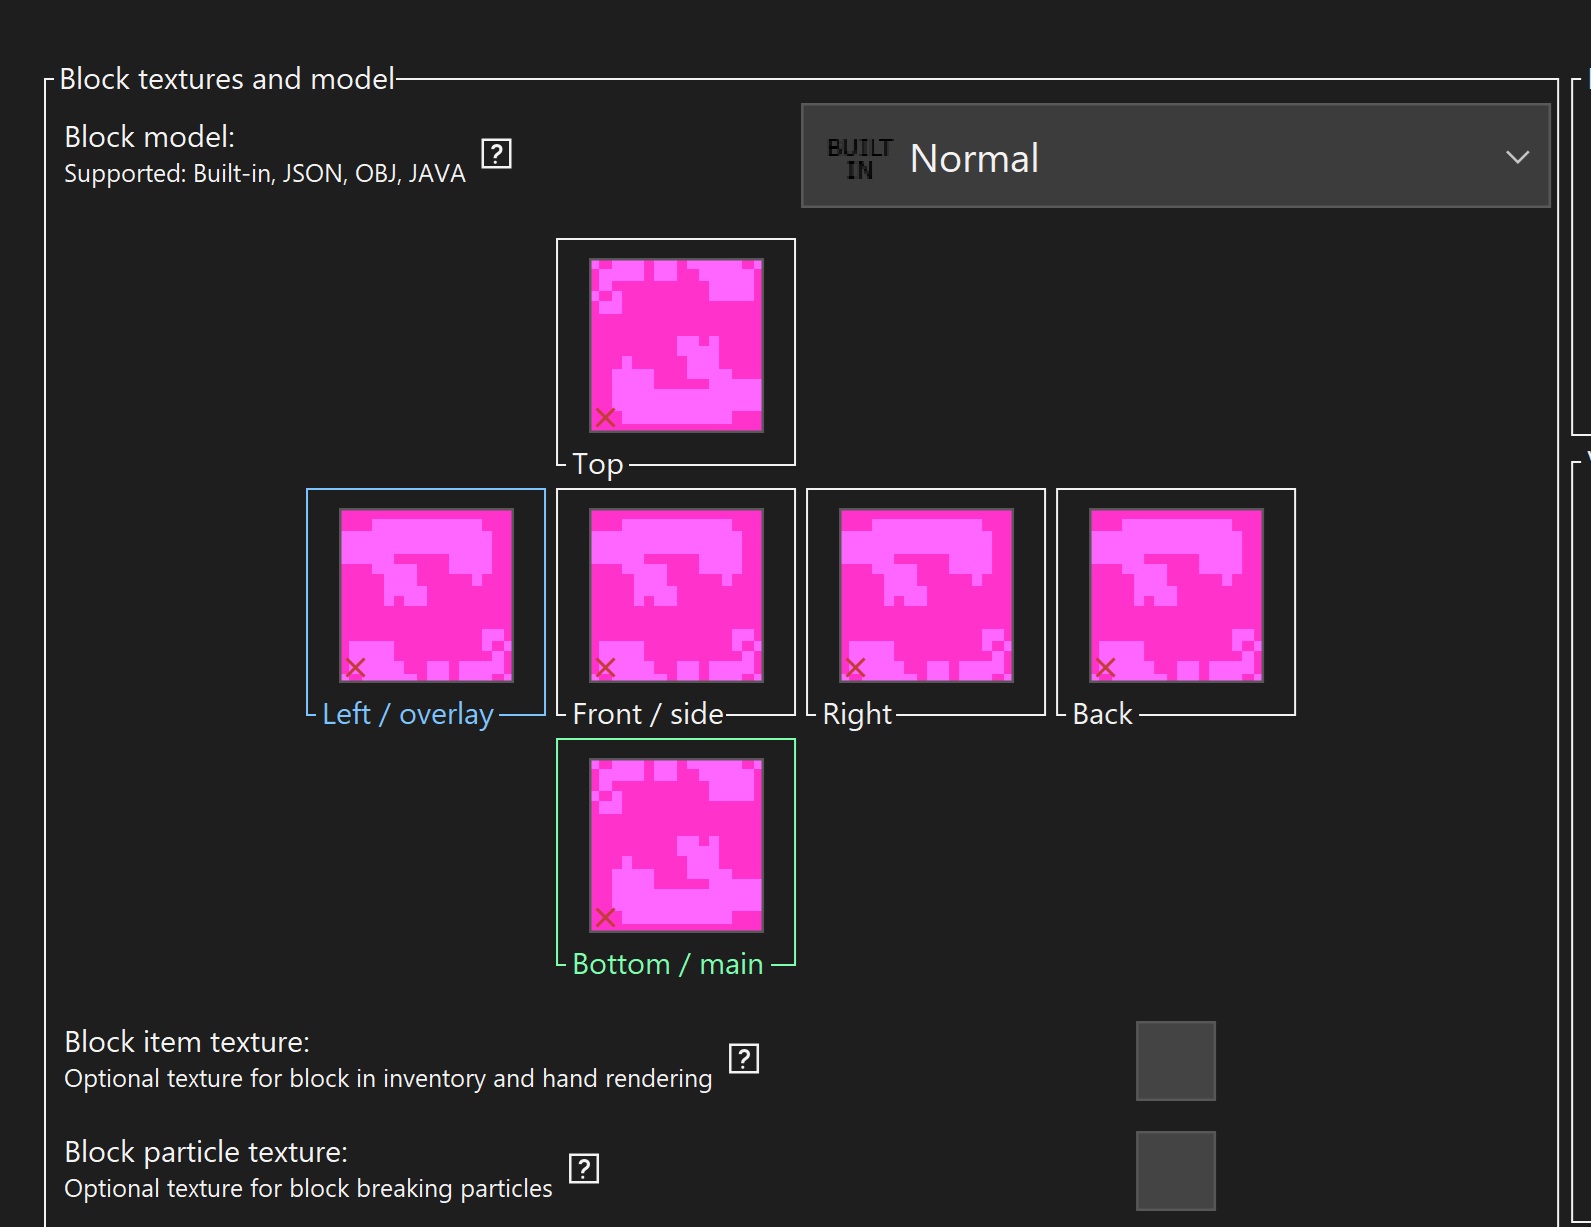 Block textures and model
Block model:
Supported: Built-in, JSON, OBJ, JAVA
?
BUILT
IN
Normal
Top
Left / overlay
Front / side
Right
Back
Bottom / main
Block item texture:
Optional texture for block in inventory and hand rendering
?
Block particle texture:
Optional texture for block breaking particles
?